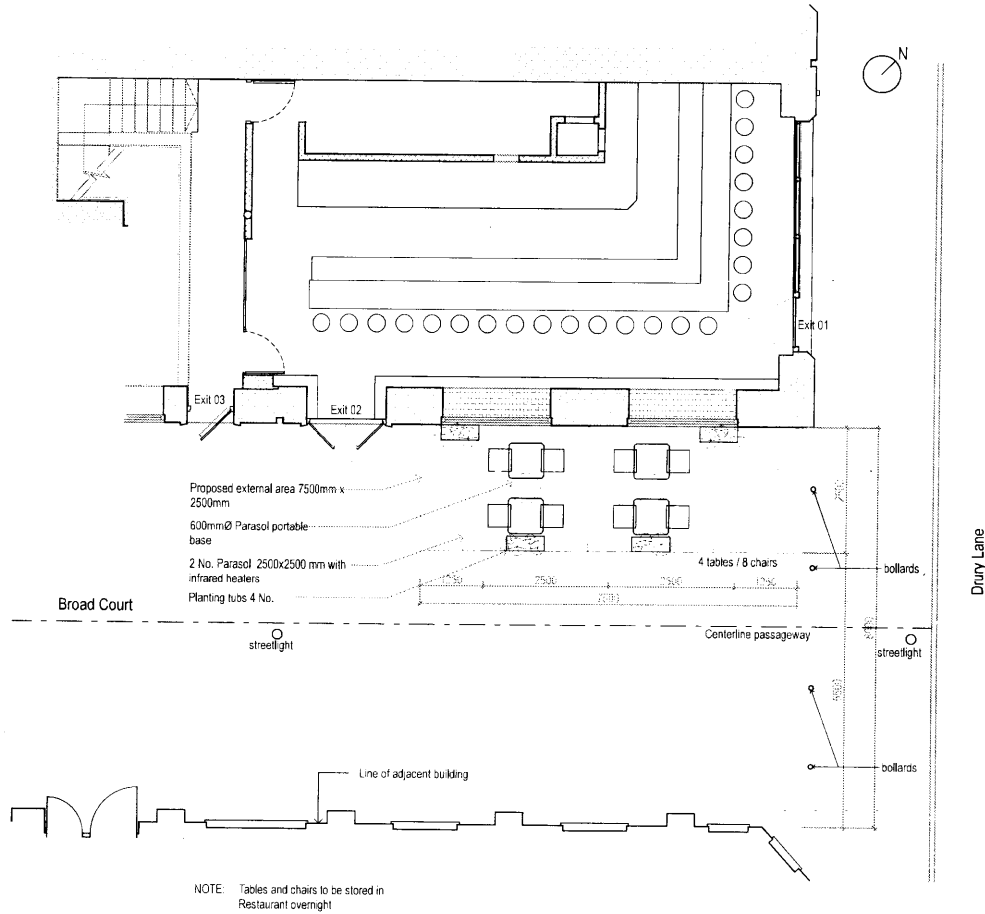 N
Exit 01
Exit 03
Exit 02
Proposed external area 7500mm x
2500mm
600mmØ Parasol portable
base
2 No. Parasol 2500x2500 mm with
infrared heaters
Planting tubs 4 No.
4 tables / 8 chairs
1250
2500
2500
1250
2500
bollards
Drury Lane
Broad Court
Centerline passageway
streetlight
streetlight
bollards
Line of adjacent building
NOTE: Tables and chairs to be stored in
Restaurant overnight